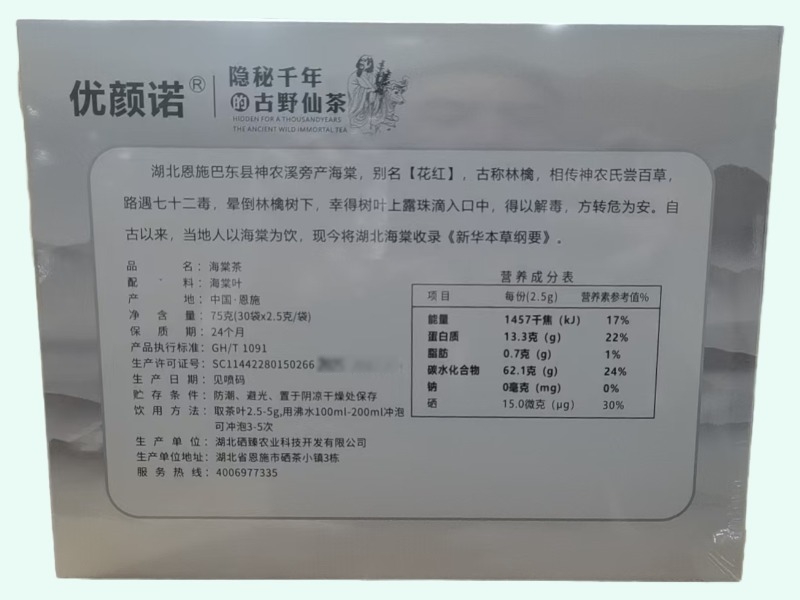 优颜诺®
隐秘千年
的古野仙茶
HIDDEN FOR A THOUSANDYEARS
THE ANCIENT WILD IMMORTAL TEA
湖北恩施巴东县神农溪旁产海棠，别名【花红】，古称林檎，相传神农氏尝百草，
路遇七十二毒，晕倒林檎树下，幸得树叶上露珠滴入口中，得以解毒，方转危为安。自
古以来，当地人以海棠为饮，现今将湖北海棠收录《新华本草纲要》。
品 名：海棠茶
配 料：海棠叶
产 地：中国·恩施
净 含 量：75克(30袋x2.5克/袋)
保 质 期：24个月
产品执行标准：GH/T 1091
生产许可证号：SC11442280150266
生 产 日 期：见喷码
贮 存 条 件：防潮、避光、置于阴凉干燥处保存
饮 用 方 法：取茶叶2.5-5g,用沸水100ml-200ml冲泡
可冲泡3-5次
生 产 单 位：湖北硒臻农业科技开发有限公司
生产单位地址：湖北省恩施市硒茶小镇3栋
服 务 热 线：4006977335
营养成分表
项目 每份(2.5g) 营养素参考值%
能量 1457千焦（kJ） 17%
蛋白质 13.3克（g） 22%
脂肪 0.7克（g） 1%
碳水化合物 62.1克（g） 24%
钠 0毫克（mg） 0%
硒 15.0微克（μg） 30%